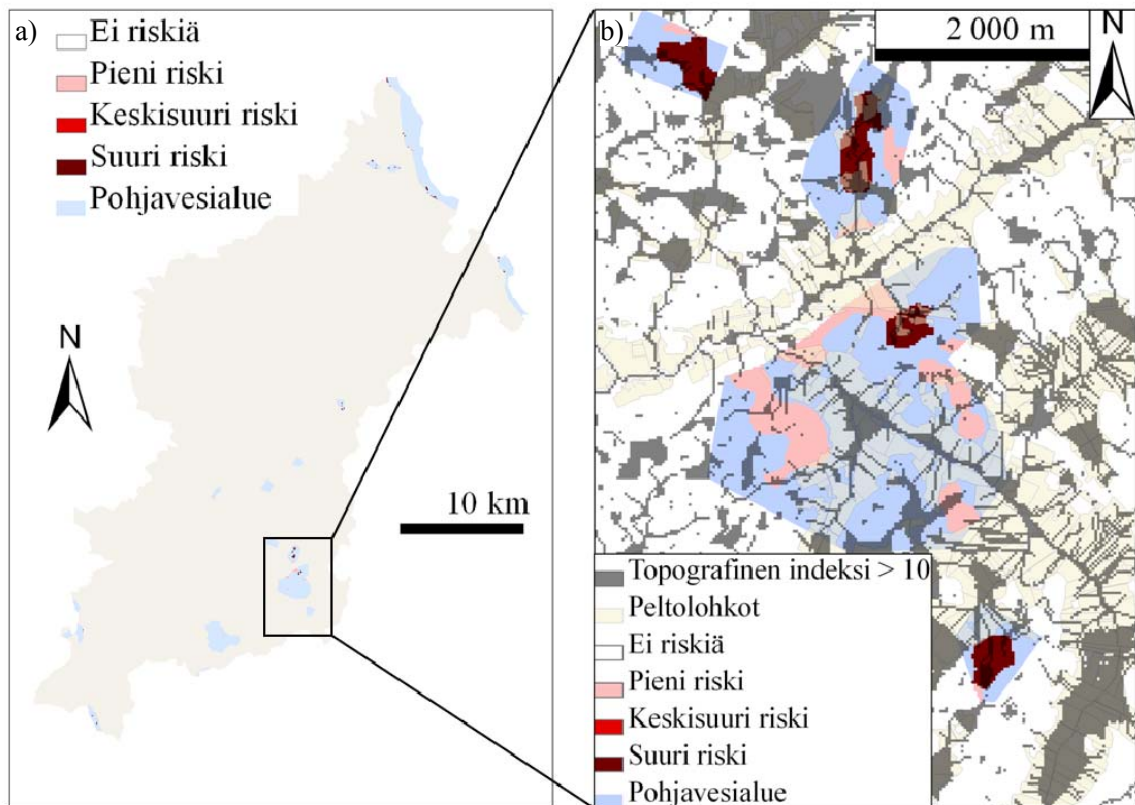 a)
Ei riskiä
Pieni riski
Keskisuuri riski
Suuri riski
Pohjavesialue
N
10 km
b)
2 000 m
N
Topografinen indeksi > 10
Peltolohkot
Ei riskiä
Pieni riski
Keskisuuri riski
Suuri riski
Pohjavesialue